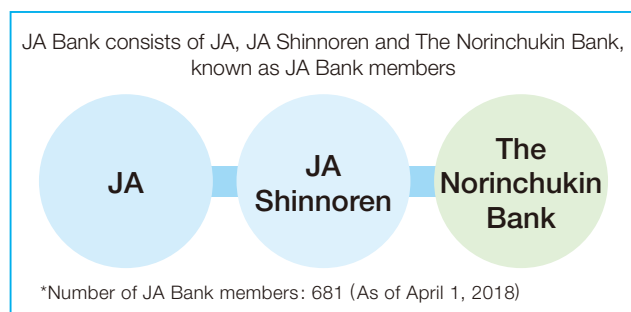 JA Bank consists of JA, JA Shinnoren and The Norinchukin Bank,
known as JA Bank members
JA
JA
Shinnoren
The
Norinchukin
Bank
*Number of JA Bank members: 681 (As of April 1, 2018)